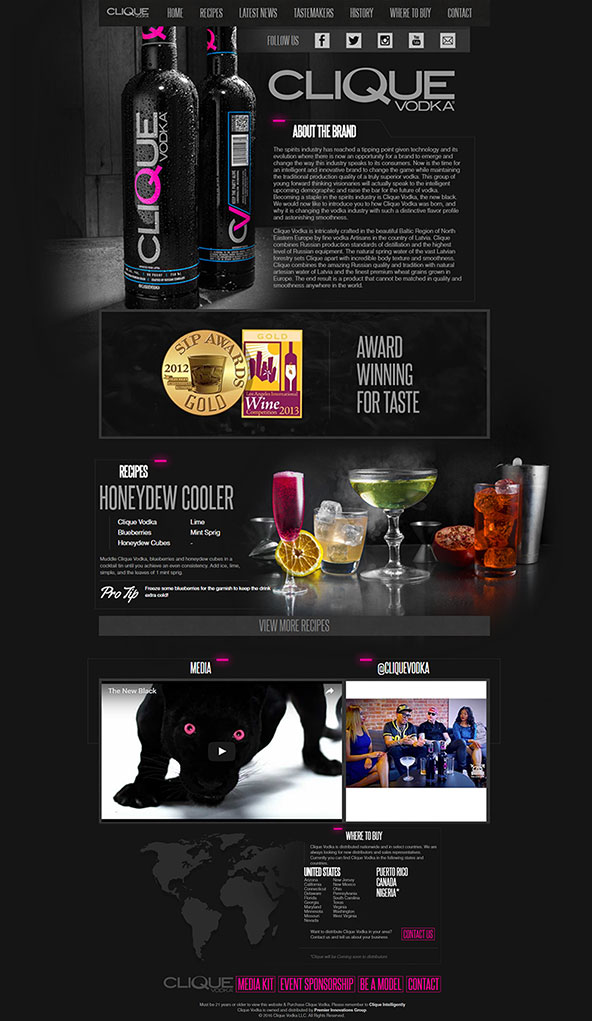 CLIQUE
VODKA
HOME RECIPES LATEST NEWS TASTEMAKERS HISTORY WHERE TO BUY CONTACT
FOLLOW US
You
Tube
CLIQUE
VODKA
CLIQUE
VODKA
ABOUT THE BRAND
The spirits industry has reached a tipping point given technology and its
evolution where there is now an opportunity for a brand to emerge and
change the way this industry speaks to its consumers. Now is the time for
an intelligent and innovative brand to change the game while maintaining
the traditional production quality of a truly superior vodka. This group of
young forward thinking visionaries will actually speak to the intelligent
upcoming demographic and raise the bar for the future of vodka.
Becoming a staple in the spirits industry is Clique Vodka, the new black.
We would now like to introduce you to how Clique Vodka was born, and
why it is changing the vodka industry with such a distinctive flavor profile
and astonishing smoothness.
Clique Vodka is intricately crafted in the beautiful Baltic Region of North
Eastern Europe by fine vodka Artisans in the country of Latvia. Clique
combines Russian production standards of distillation and the highest
level of Russian equipment. The natural spring water of the vast Latvian
forestry sets Clique apart with incredible body texture and smoothness.
Clique combines the amazing Russian quality and tradition with natural
artesian water of Latvia and the finest premium wheat grains grown in
Europe. The end result is a product that cannot be matched in quality and
smoothness anywhere in the world.
SIP AWARDS
2012
GOLD
GOLD
Los Angeles International
Wine
Competition 2013
AWARD
WINNING
FOR TASTE
RECIPES
HONEYDEW COOLER
Clique Vodka Lime
Blueberries Mint Sprig
Honeydew Cubes -
Muddle Clique Vodka, blueberries and honeydew cubes in a
cocktail tin until you achieve an even consistency. Add ice, lime,
simple, and the leaves of 1 mint sprig.
Pro Tip
Freeze some blueberries for the garnish to keep the drink
extra cold!
VIEW MORE RECIPES
MEDIA
@CLIQUEVODKA
The New Black
WHERE TO BUY
Clique Vodka is distributed nationwide and in select countries. We are
always looking for new distributors and sales representatives.
Currently you can find Clique Vodka in the following states and
countries.
UNITED STATES
Arizona New Jersey
California New Mexico
Connecticut Ohio
Delaware Pennsylvania
Florida South Carolina
Georgia Texas
Maryland Virginia
Minnesota Washington
Missouri West Virginia
Nevada
PUERTO RICO
CANADA
NIGERIA*
Want to distribute Clique Vodka in your area?
Contact us and tell us about your business.
CONTACT US
*Clique will be Coming soon to distributors
CLIQUE
VODKA
MEDIA KIT EVENT SPONSORSHIP BE A MODEL CONTACT
Must be 21 years or older to view this website & Purchase Clique Vodka. Please remember to Clique Intelligently
Clique Vodka is owned and distributed by Premier Innovations Group
© 2016 Clique Vodka LLC. All Rights Reserved.